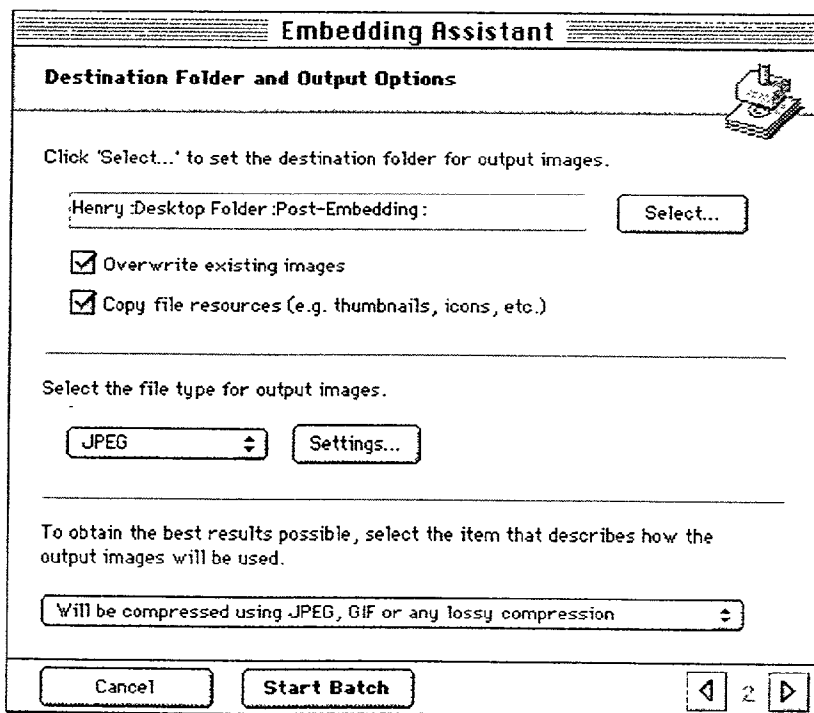 Embedding Assistant
Destination Folder and Output Options
Click 'Select...' to set the destination folder for output images.
Henry :Desktop Folder :Post-Embedding :
Select...
Overwrite existing images
Copy file resources (e.g. thumbnails, icons, etc.)
Select the file type for output images.
JPEG
Settings...
To obtain the best results possible, select the item that describes how the
output images will be used.
Will be compressed using JPEG, GIF or any lossy compression
Cancel
Start Batch
2